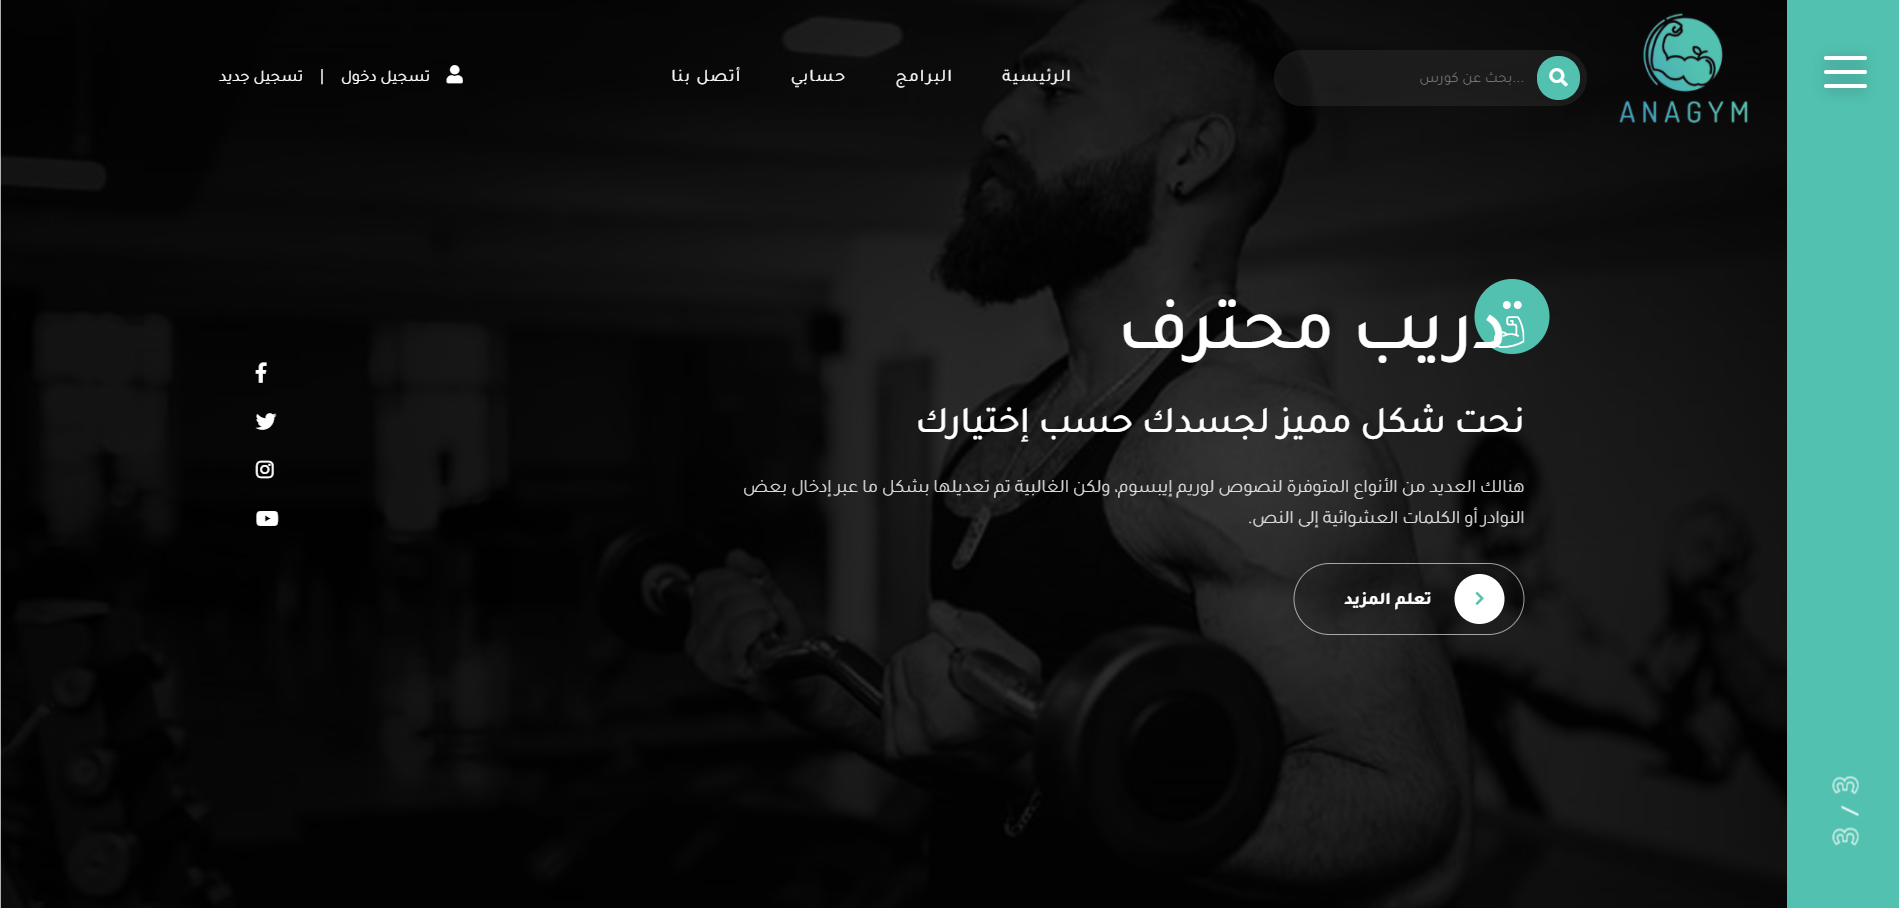 ANAGYM
بحث عن كورس...
الرئيسية
البرامج
حسابي
أتصل بنا
تسجيل دخول | تسجيل جديد
تدريب محترف
نحت شكل مميز لجسدك حسب إختيارك
هنالك العديد من الأنواع المتوفرة لنصوص لوريم إيبسوم، ولكن الغالبية تم تعديلها بشكل ما عبر إدخال بعض
النوادر أو الكلمات العشوائية إلى النص.
تعلم المزيد
3 / 3